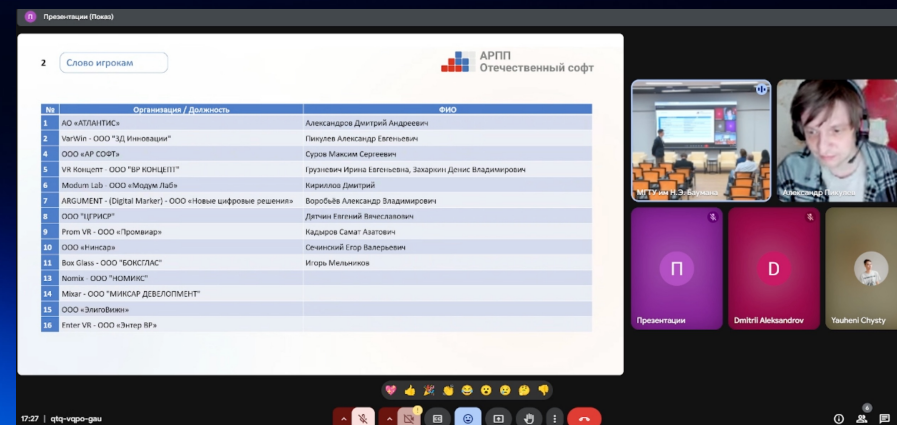 П Презентации (Показ)
2 Слово игрокам
АРПП
Отечественный софт
№ Организация / Должность ФИО
1 АО «АТЛАНТИС» Александров Дмитрий Андреевич
2 VarWin - ООО "3Д Инновации" Пикулев Александр Евгеньевич
4 ООО «АР СОФТ» Суров Максим Сергеевич
5 VR Концепт - ООО "ВР КОНЦЕПТ" Грузневич Ирина Евгеньевна, Захаркин Денис Владимирович
6 Modum Lab - ООО «Модум Лаб» Кириллов Дмитрий
7 ARGUMENT - (Digital Marker) - ООО «Новые цифровые решения» Воробьёв Александр Владимирович
8 ООО "ЦГРИСР" Дятчин Евгений Вячеславович
9 Prom VR - ООО «Промвиар» Кадыров Самат Азатович
10 ООО «Нинсар» Сечинский Егор Валерьевич
11 Box Glass - ООО "БОКСГЛАС" Игорь Мельников
13 Nomix - ООО "НОМИКС"
14 Mixar - ООО "МИКСАР ДЕВЕЛОПМЕНТ"
15 ООО «ЭлигоВижн»
16 Enter VR - ООО «Энтер ВР»
МГТУ им Н.Э. Баумана
Александр Пикулев
П
Презентации
D
Dmitrii Aleksandrov
Yauheni Chysty
17:27 | qtq-vqpo-gau
6